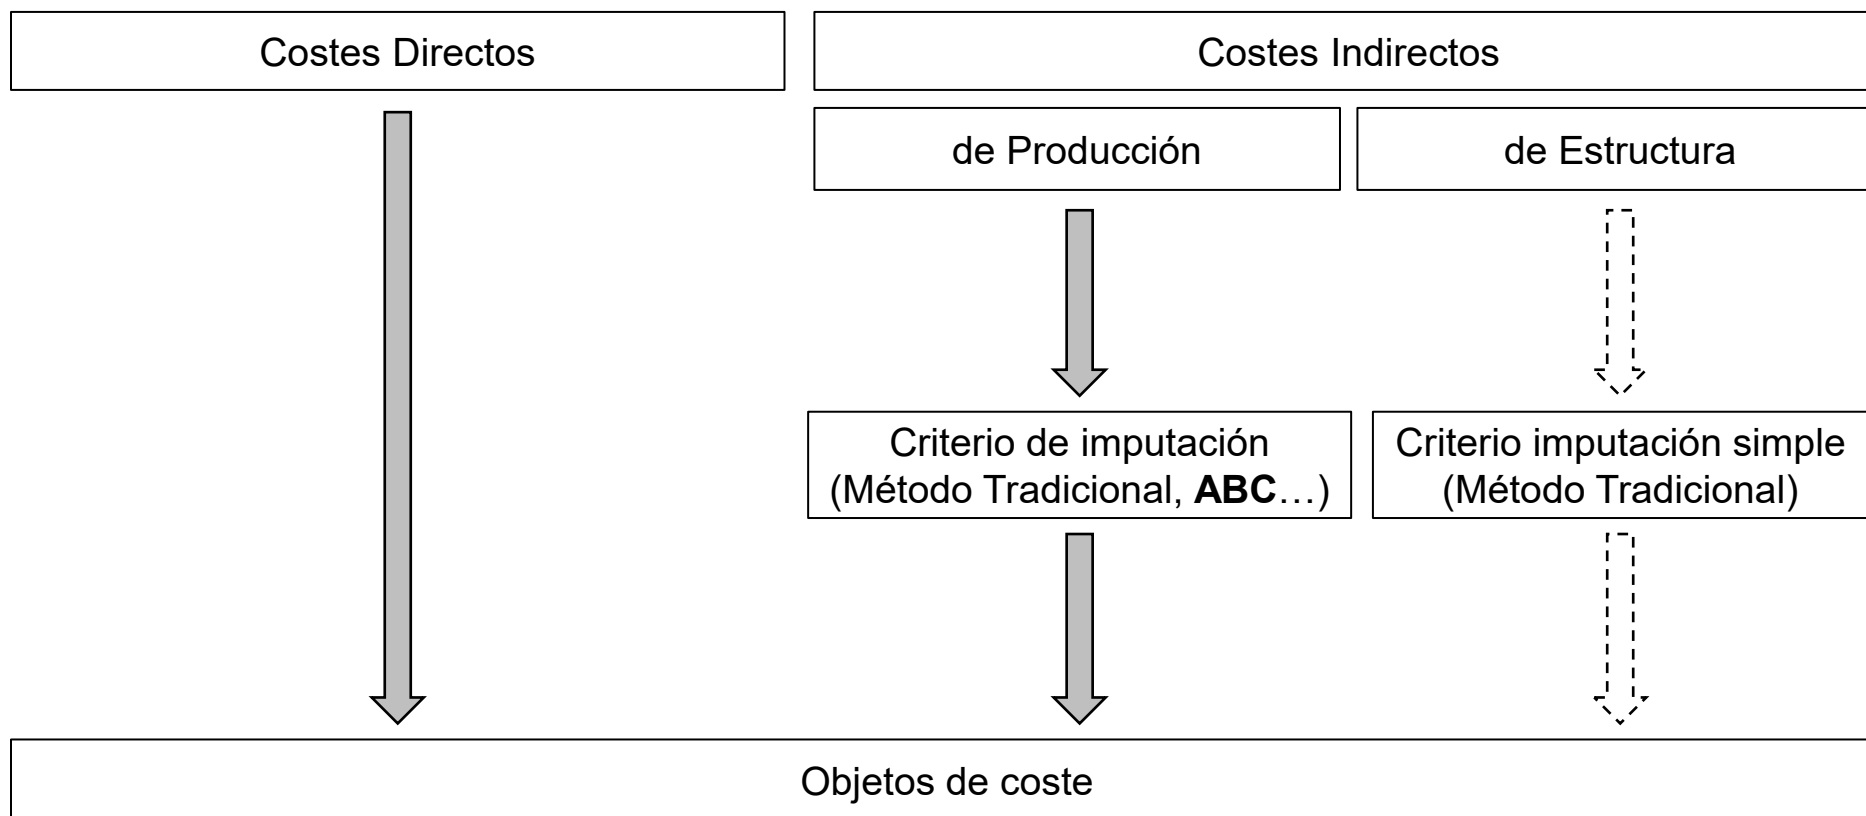 Costes Directos
Costes Indirectos
de Producción
de Estructura
Criterio de imputación
(Método Tradicional, ABC…)
Criterio imputación simple
(Método Tradicional)
Objetos de coste